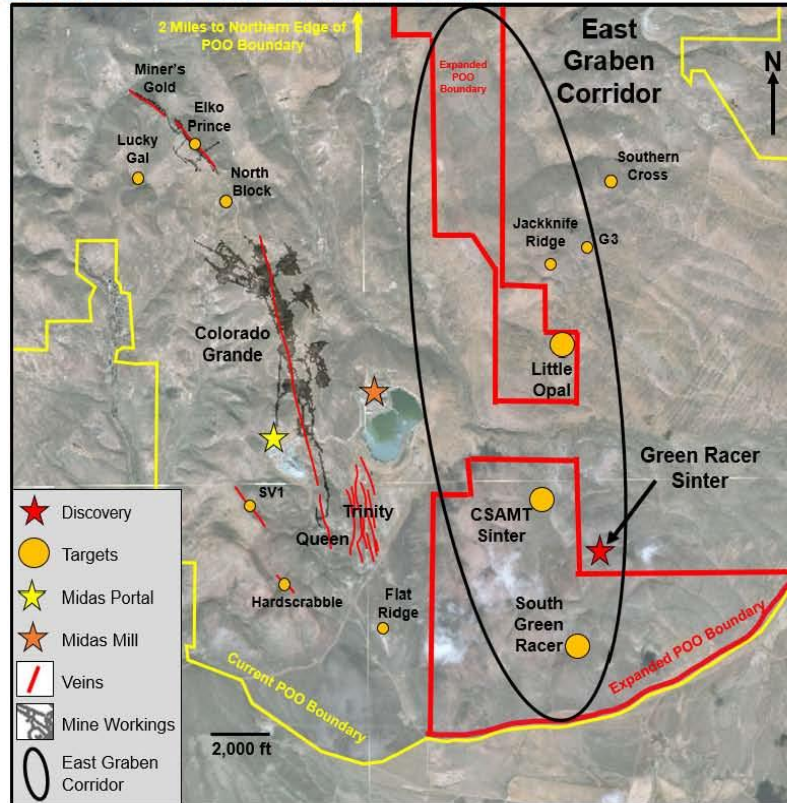 2 Miles to Northern Edge of
POO Boundary
East
Graben
Corridor
N
Expanded
POO
Boundary
Miner's
Gold
Elko
Prince
Lucky
Gal
North
Block
Southern
Cross
Jackknife
Ridge
G3
Colorado
Grande
Little
Opal
Green Racer
Sinter
SV1
Queen
Trinity
CSAMT
Sinter
Hardscrabble
Flat
Ridge
South
Green
Racer
Current POO Boundary
Expanded POO Boundary
2,000 ft
Discovery
Targets
Midas Portal
Midas Mill
Veins
Mine Workings
East Graben
Corridor